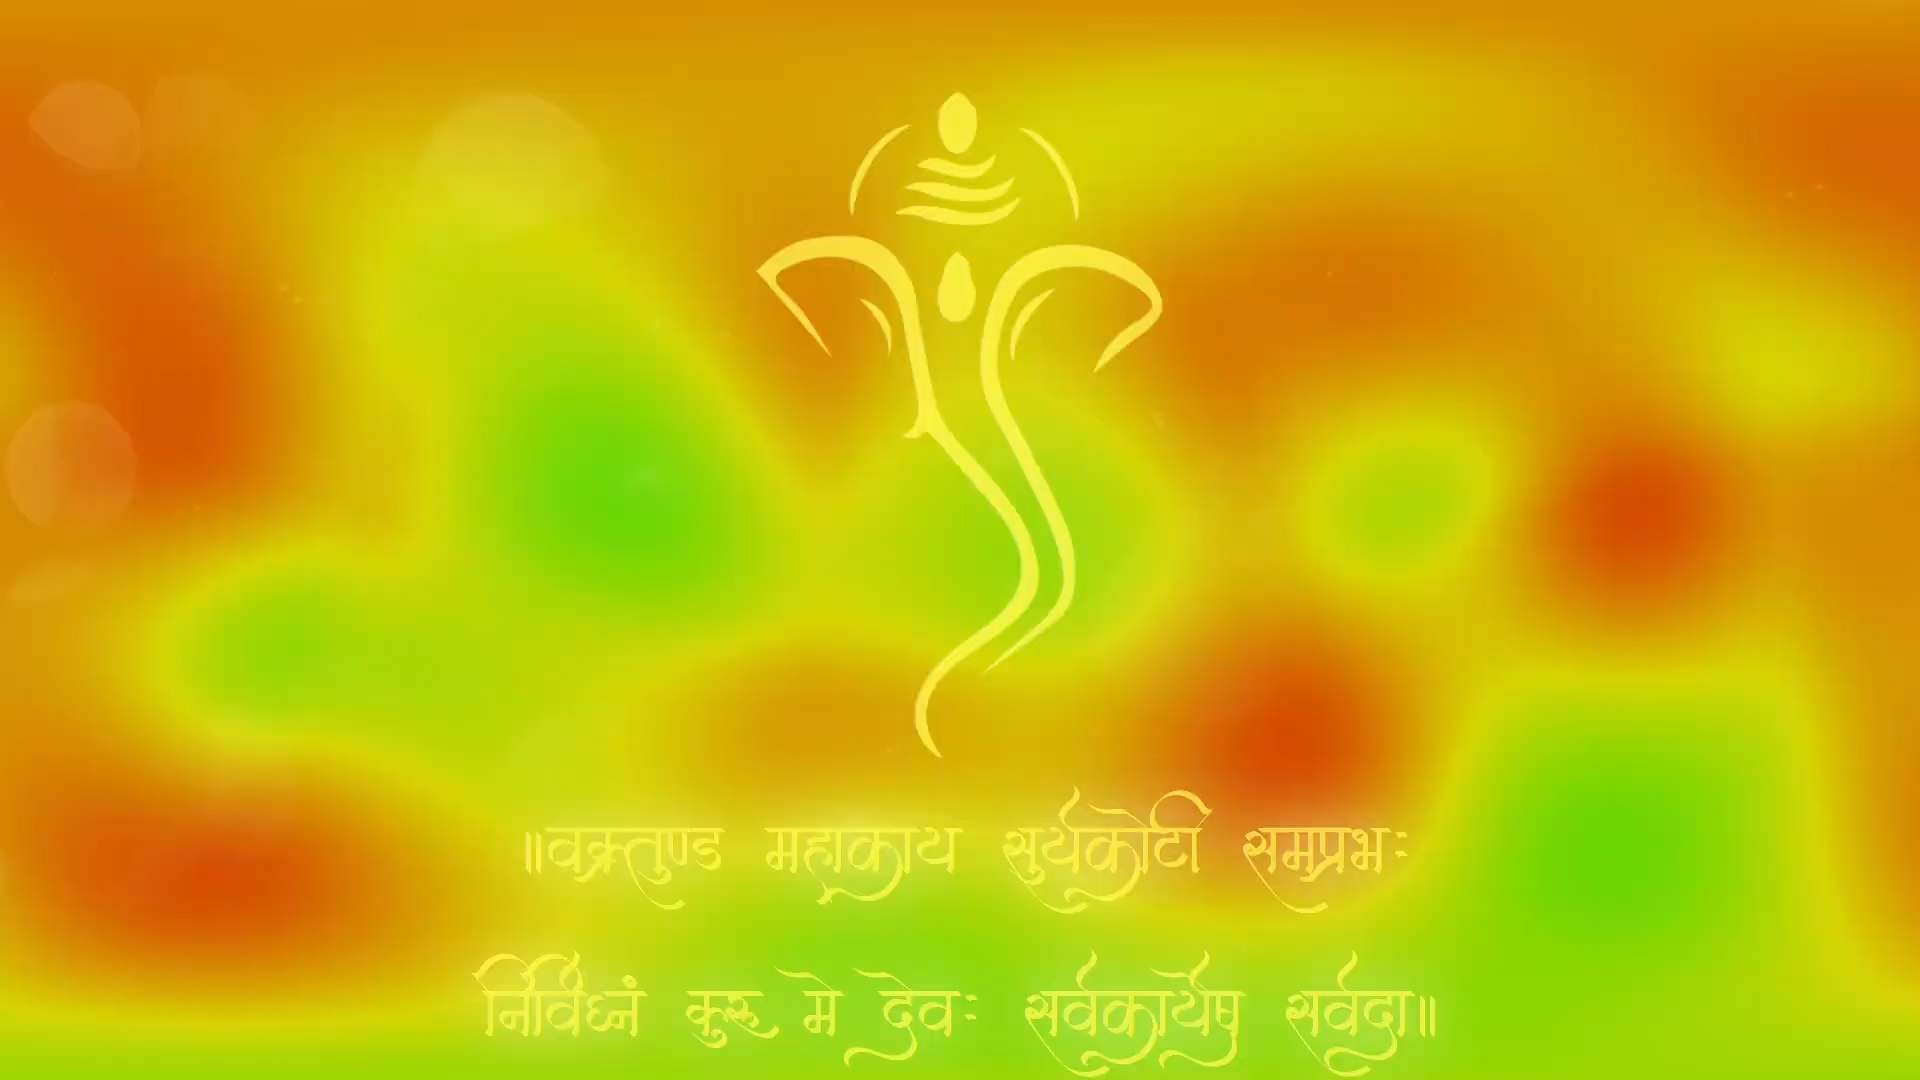 ॥वक्रतुण्ड महाकाय सुर्यकोटी समप्रभः
निर्विघ्नं कुरू मे देवः सर्वकार्येषु सर्वदा॥